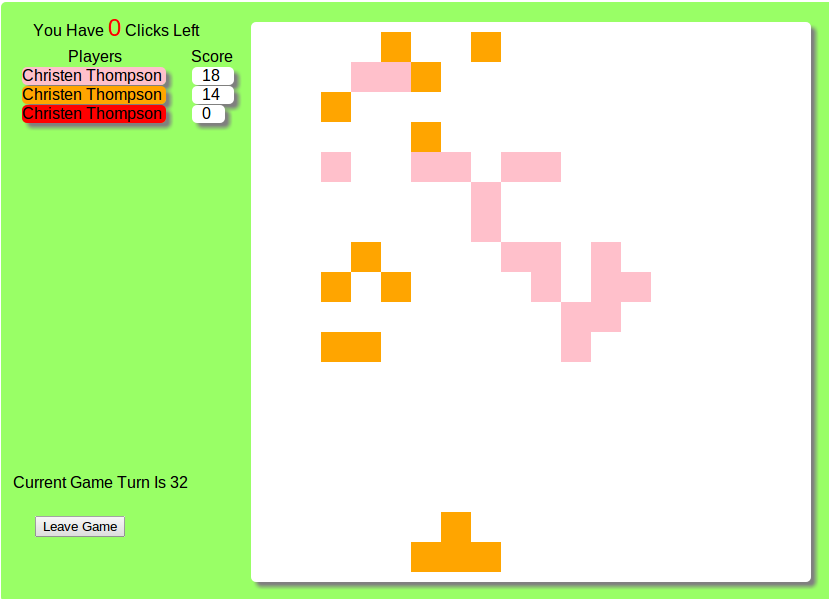 You Have 0 Clicks Left
Players Score
Christen Thompson 18
Christen Thompson 14
Christen Thompson 0
Current Game Turn Is 32
Leave Game